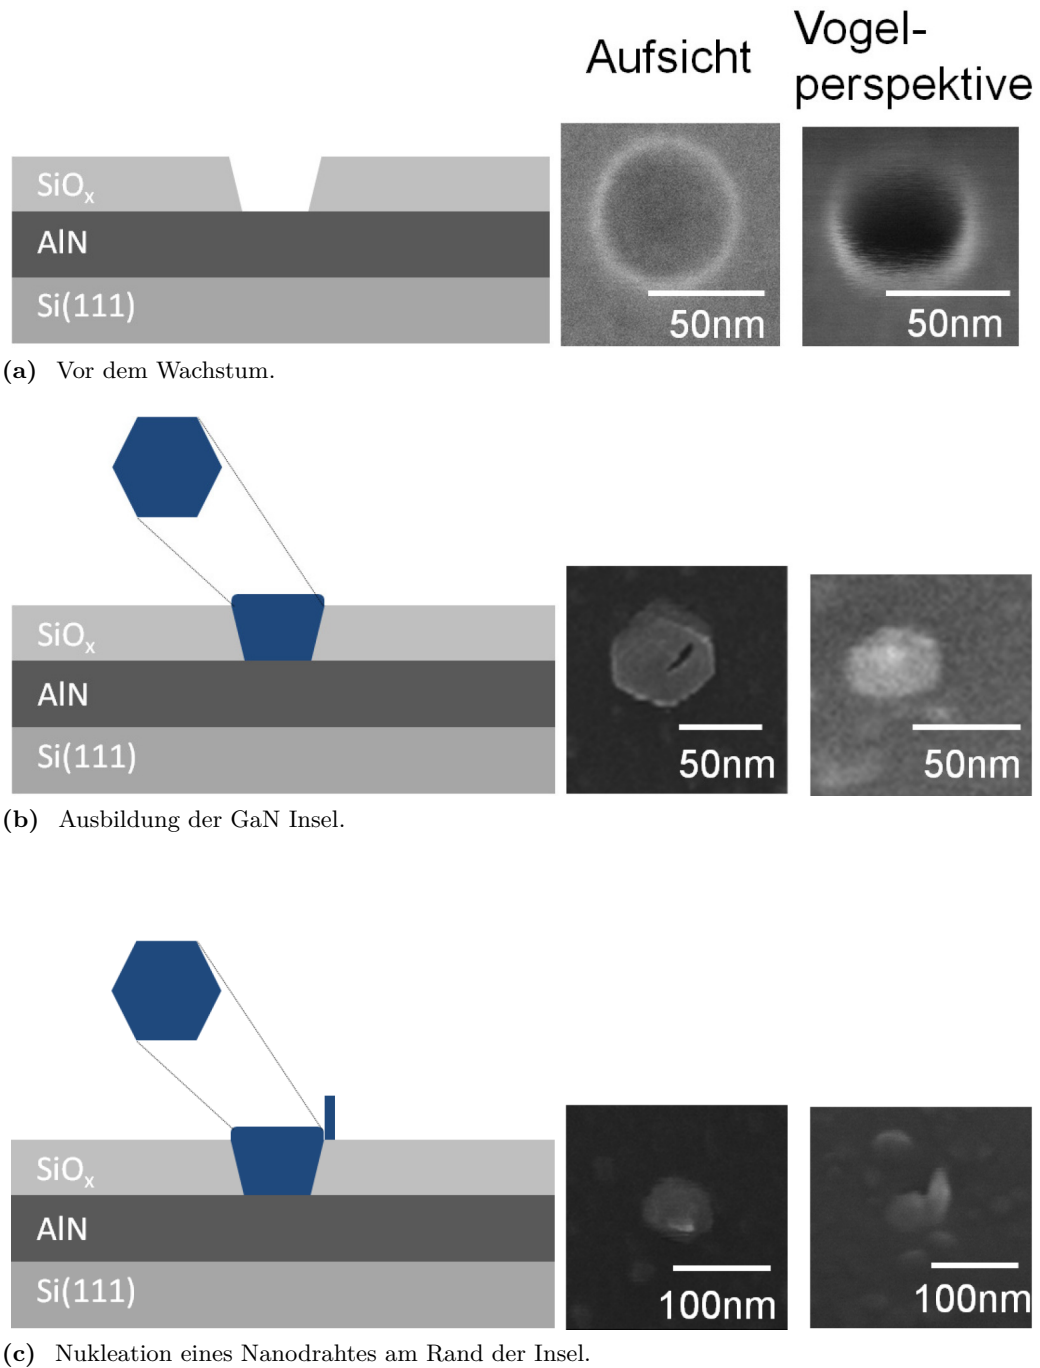 Aufsicht
Vogel-
perspektive
SiOx
AlN
Si(111)
50nm
50nm
(a) Vor dem Wachstum.
SiOx
AlN
Si(111)
50nm
50nm
(b) Ausbildung der GaN Insel.
SiOx
AlN
Si(111)
100nm
100nm
(c) Nukleation eines Nanodrahtes am Rand der Insel.